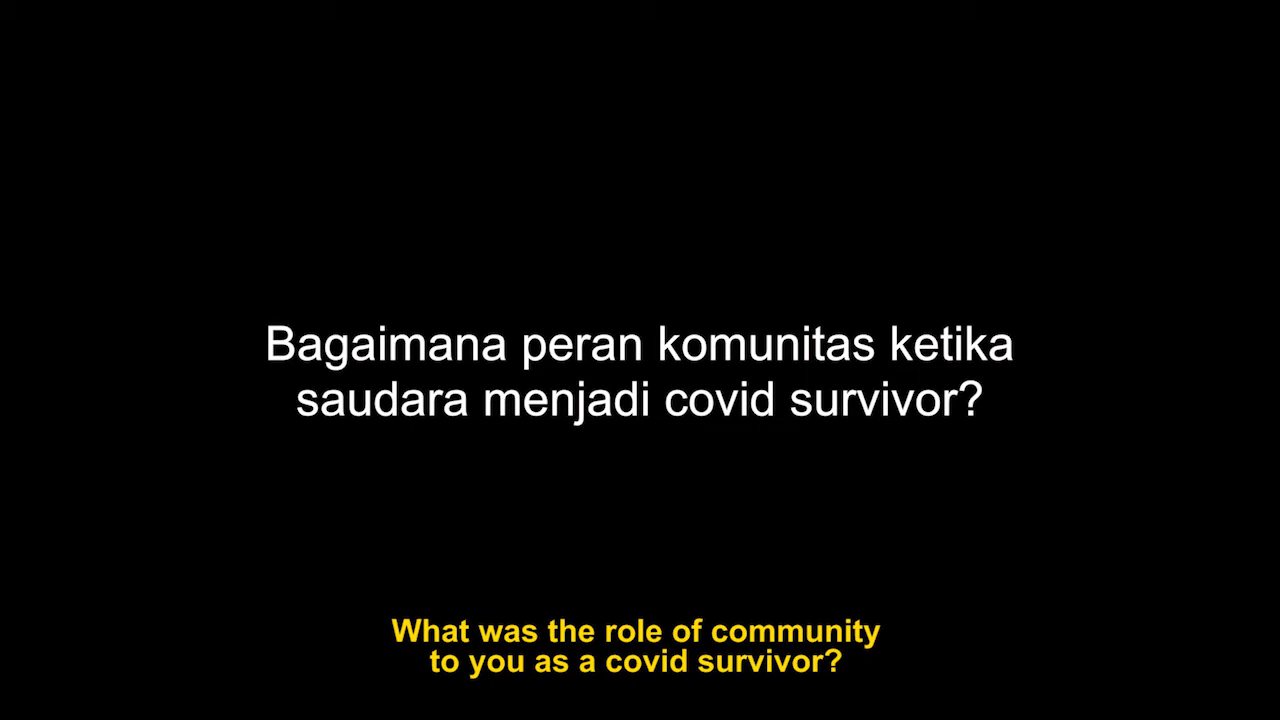 Bagaimana peran komunitas ketika
saudara menjadi covid survivor?
What was the role of community
to you as a covid survivor?